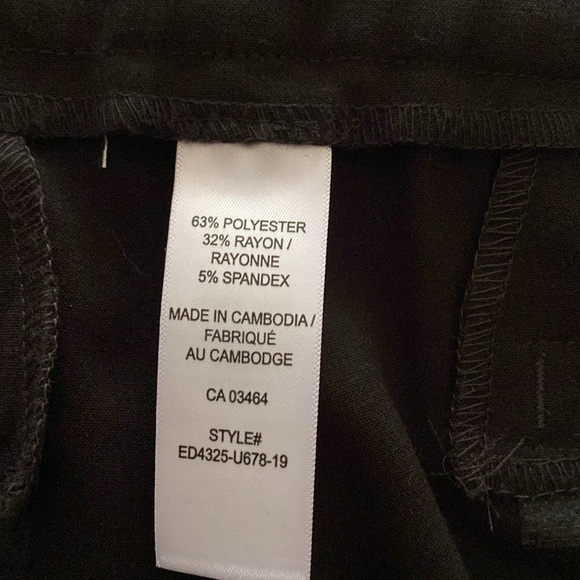 63% POLYESTER
32% RAYON /
RAYONNE
5% SPANDEX
MADE IN CAMBODIA /
FABRIQUÉ
AU CAMBODGE
CA 03464
STYLE#
ED4325-U678-19